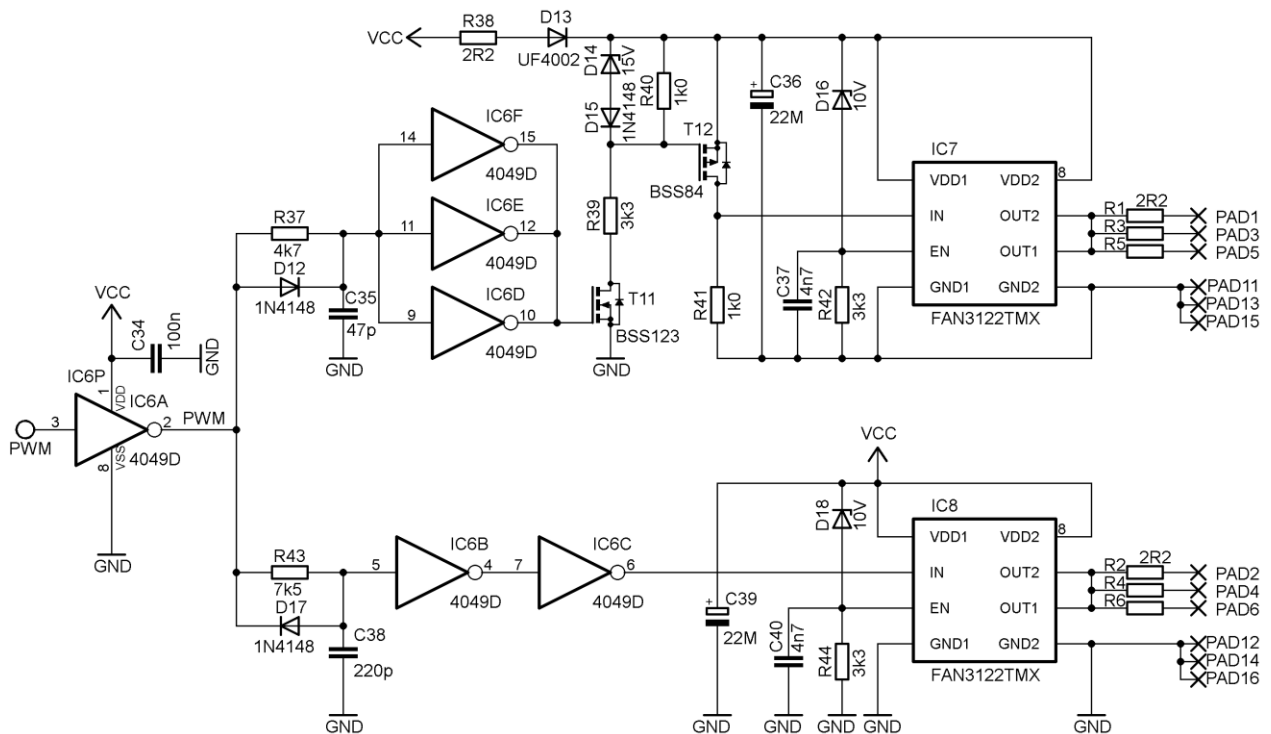 VCC
R38
2R2
D13
UF4002
D14
15V
D15
1N4148
R40
1k0
T12
BSS84
C36
+
22M
D16
10V
IC7
VDD1
VDD2
8
IN
OUT2
EN
OUT1
GND1
GND2
FAN3122TMX
R1
2R2
R3
R5
PAD1
PAD3
PAD5
PAD11
PAD13
PAD15
IC6F
14
15
4049D
IC6E
11
12
4049D
IC6D
9
10
4049D
R37
4k7
D12
1N4148
C35
47p
GND
R39
3k3
T11
BSS123
GND
R41
1k0
C37
4n7
R42
3k3
VCC
C34
100n
GND
IC6P
1
VDD
IC6A
3
2
PWM
PWM
8
VSS
4049D
GND
R43
7k5
D17
1N4148
C38
220p
GND
5
IC6B
4
4049D
7
IC6C
6
4049D
VCC
D18
10V
+
C39
22M
GND
C40
4n7
GND
R44
3k3
GND
GND
IC8
VDD1
VDD2
8
IN
OUT2
EN
OUT1
GND1
GND2
FAN3122TMX
R2
2R2
R4
R6
PAD2
PAD4
PAD6
PAD12
PAD14
PAD16
GND